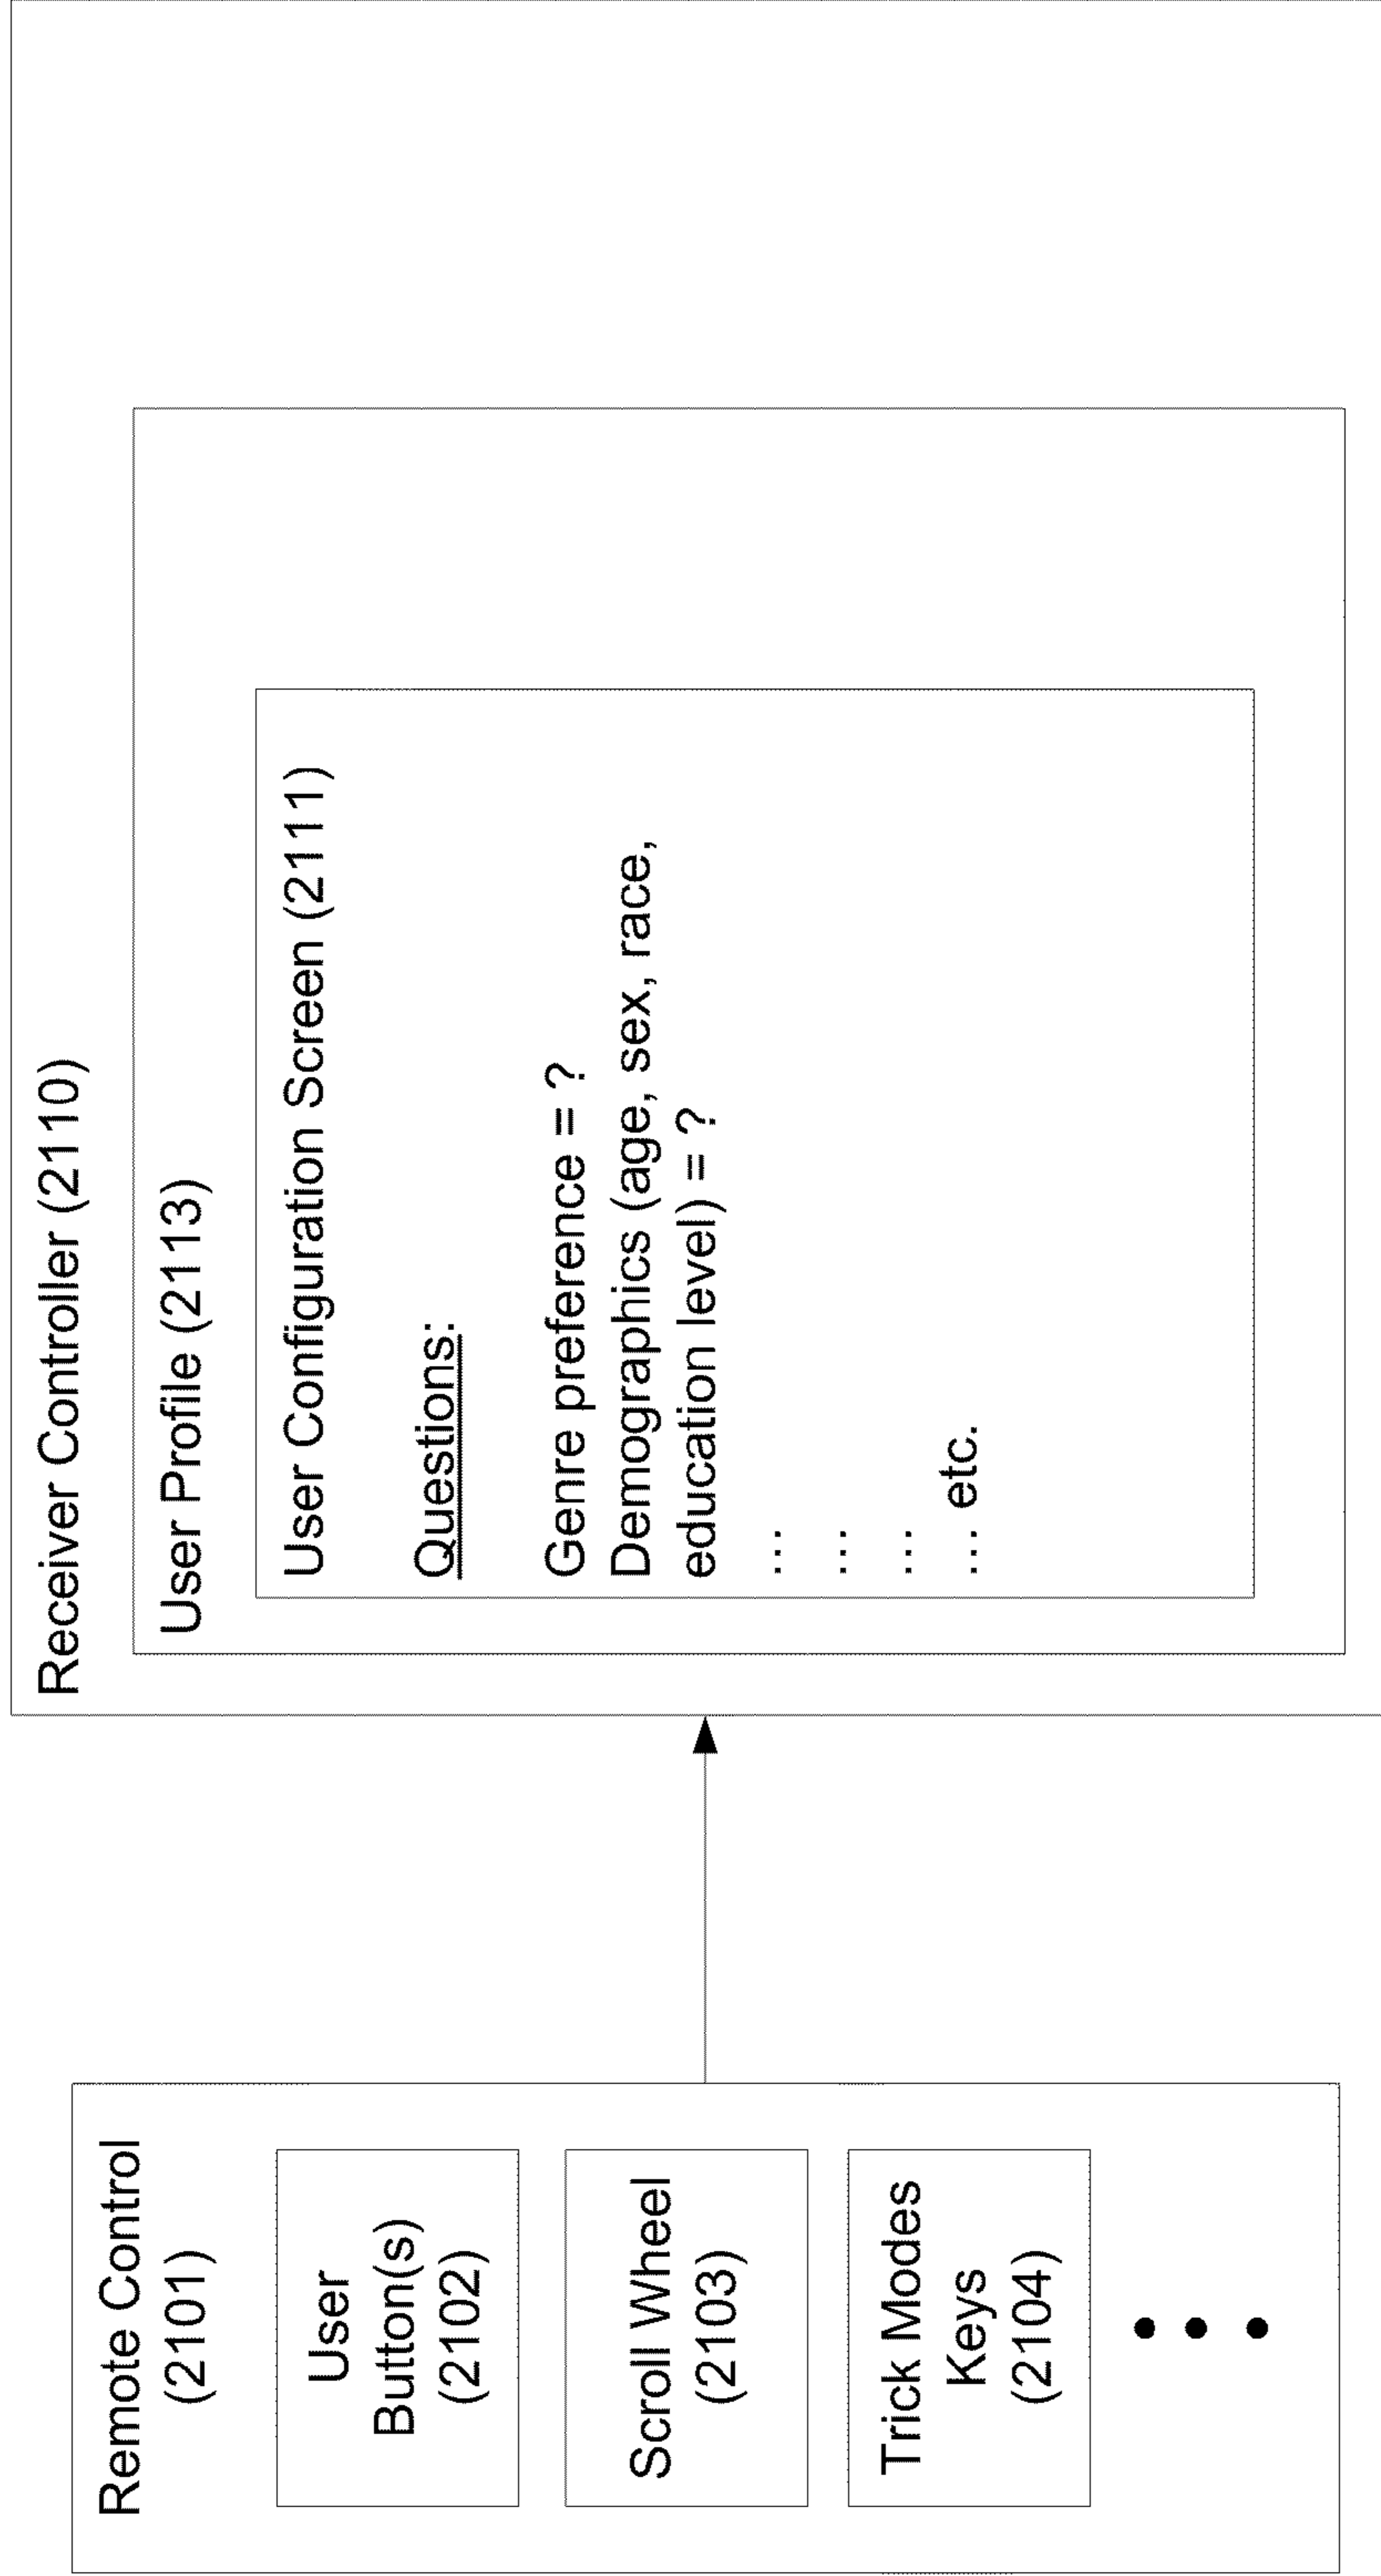 Remote Control
(2101)
User
Button(s)
(2102)
Scroll Wheel
(2103)
Trick Modes
Keys
(2104)
Receiver Controller (2110)
User Profile (2113)
User Configuration Screen (2111)
Questions:
Genre preference = ?
Demographics (age, sex, race,
education level) = ?
…
…
…
… etc.